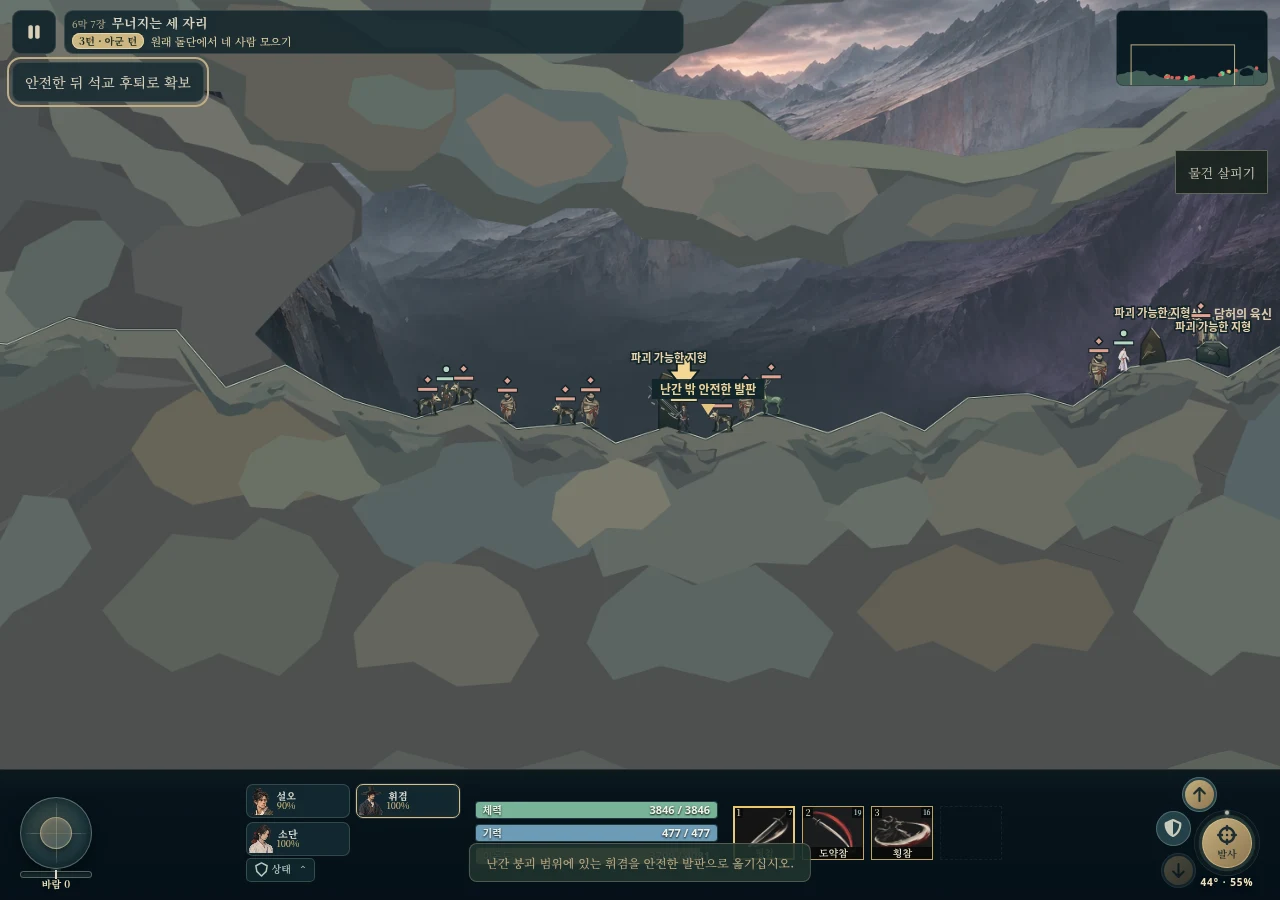 6막 7장 무너지는 세 자리
3턴 · 아군 턴 원래 돌단에서 네 사람 모으기
안전한 뒤 석교 후퇴로 확보
물건 살피기
파괴 가능한 지형
담허의 육신
파괴 가능한 지형
파괴 가능한 지형
난간 밖 안전한 발판
설오
90%
휘겸
100%
소단
100%
상태
체력 3846 / 3846
기력 477 / 477
1 7
2 19
도약참
3 16
횡참
난간 붕괴 범위에 있는 휘겸을 안전한 발판으로 옮기십시오.
바람 0
발사
44° · 55%